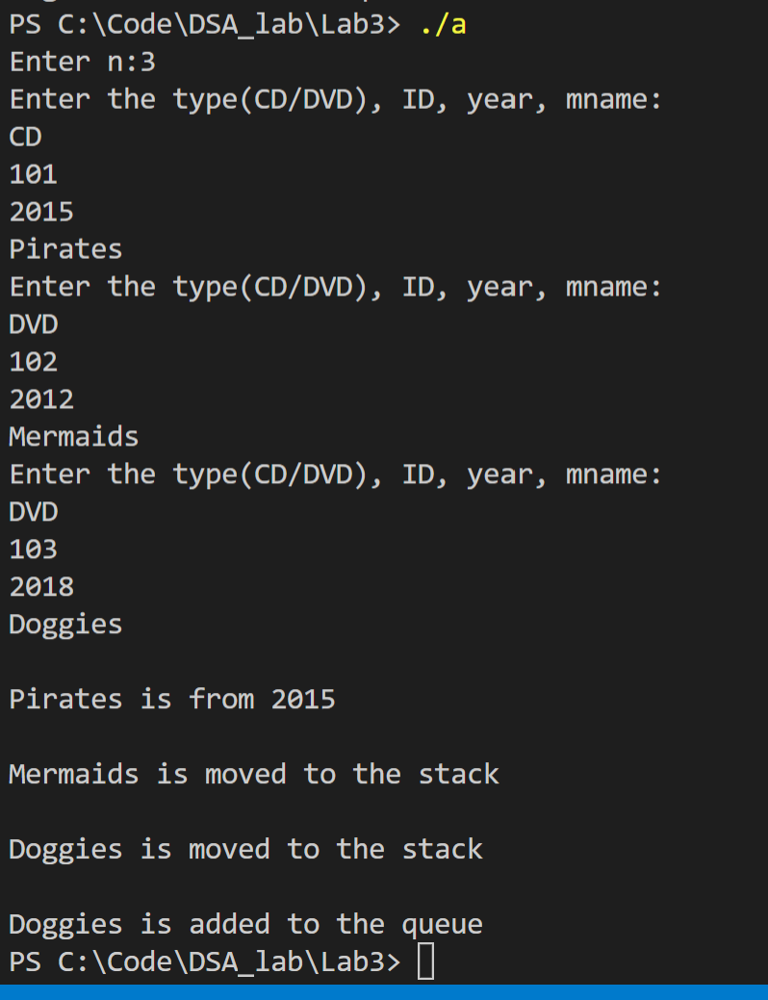 PS C:\Code\DSA_lab\Lab3> ./a
Enter n:3
Enter the type(CD/DVD), ID, year, mname:
CD
101
2015
Pirates
Enter the type(CD/DVD), ID, year, mname:
DVD
102
2012
Mermaids
Enter the type(CD/DVD), ID, year, mname:
DVD
103
2018
Doggies
Pirates is from 2015
Mermaids is moved to the stack
Doggies is moved to the stack
Doggies is added to the queue
PS C:\Code\DSA_lab\Lab3>